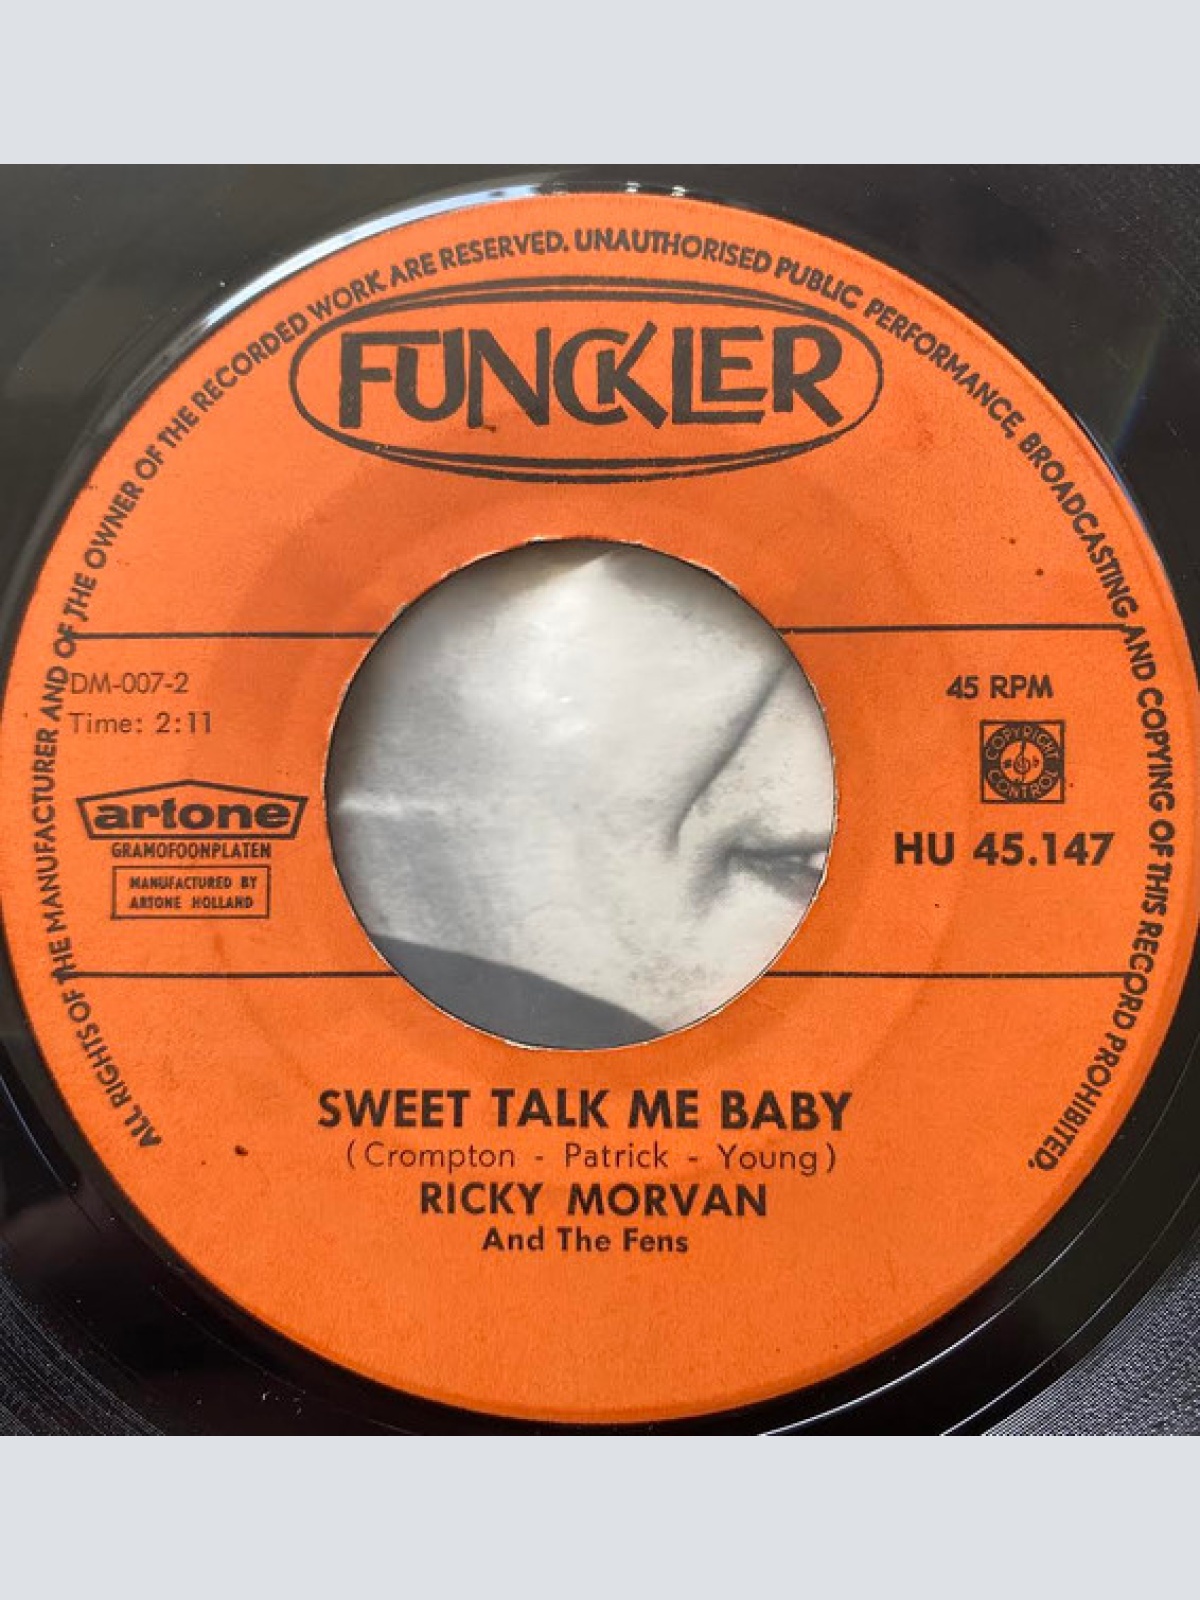 ALL RIGHTS OF THE MANUFACTURER AND OF THE OWNER OF THE RECORDED WORK ARE RESERVED. UNAUTHORISED PUBLIC PERFORMANCE, BROADCASTING AND COPYING OF THIS RECORD PROHIBITED.
FUNCKLER
DM-007-2
Time: 2:11
artone
GRAMOFOONPLATEN
MANUFACTURED BY
ARTONE HOLLAND
45 RPM
COPYRIGHT
CONTROL
HU 45.147
SWEET TALK ME BABY
(Crompton - Patrick - Young)
RICKY MORVAN
And The Fens